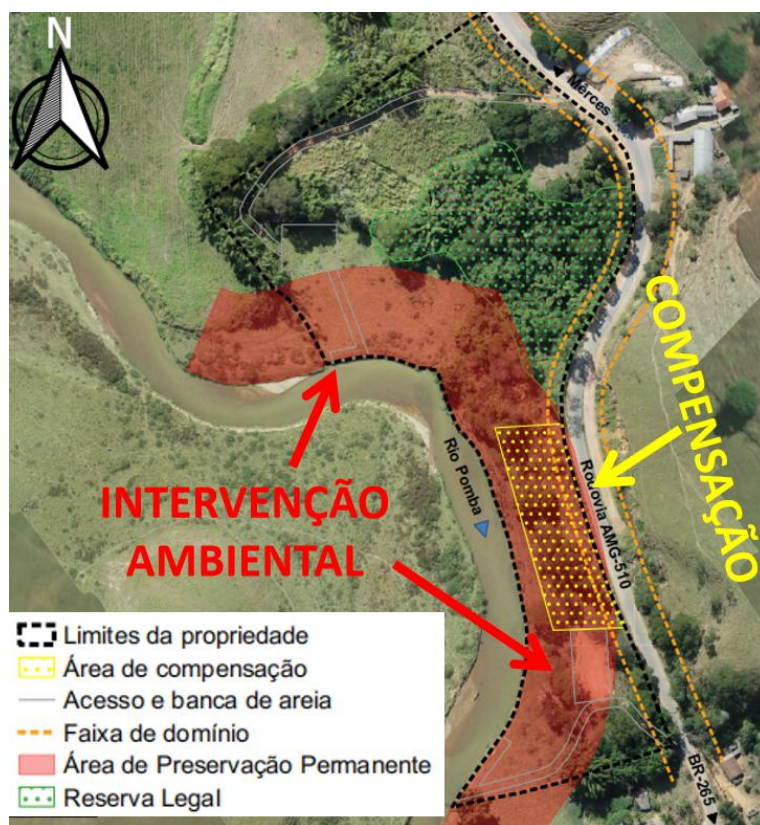 N
Mercês
COMPENSAÇÃO
Rio Pomba
Rodovia AMG-510
INTERVENÇÃO
AMBIENTAL
Limites da propriedade
Área de compensação
Acesso e banca de areia
Faixa de domínio
Área de Preservação Permanente
Reserva Legal
BR-265